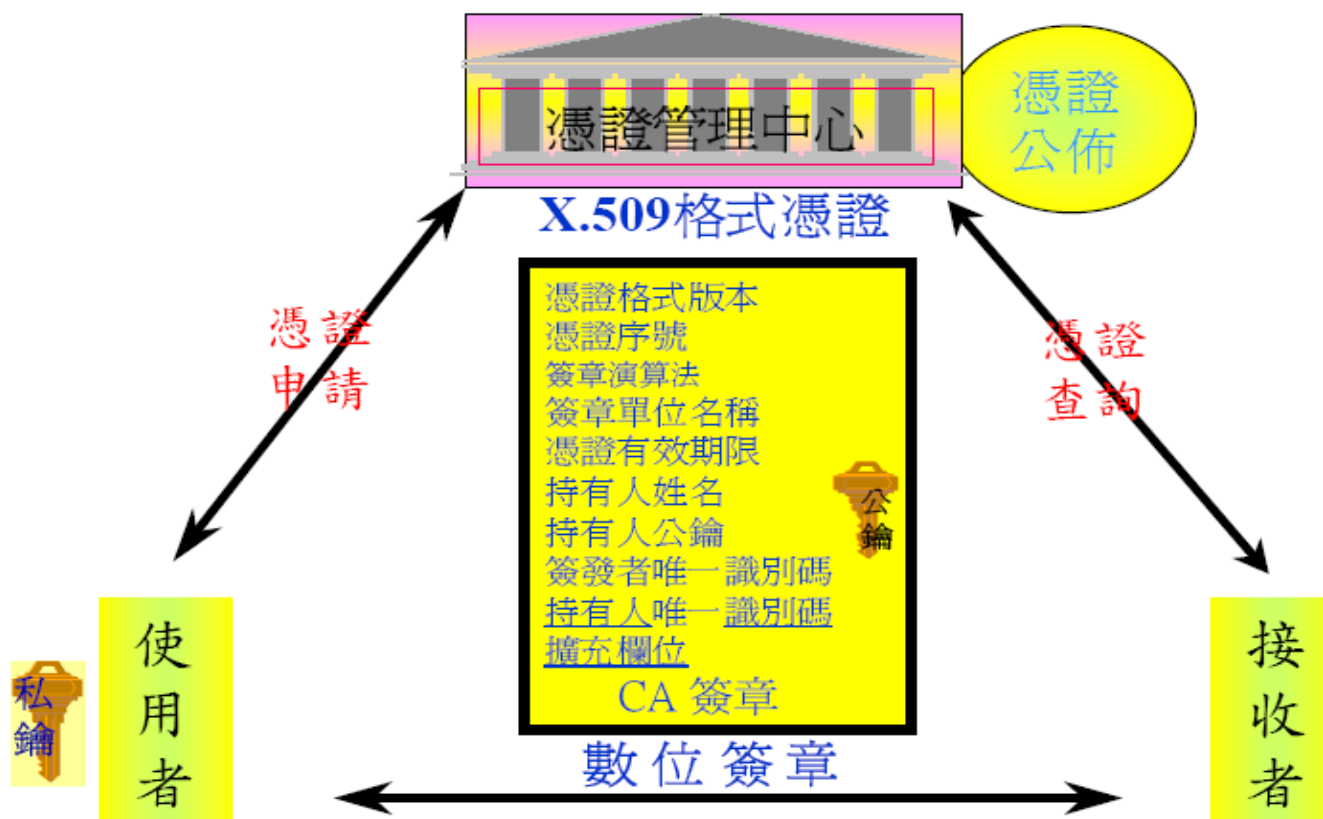 憑證管理中心
憑證
公佈
X.509格式憑證
憑證格式版本
憑證序號
簽章演算法
簽章單位名稱
憑證有效期限
持有人姓名
持有人公鑰
簽發者唯一識別碼
持有人唯一識別碼
擴充欄位
CA 簽章
公
鑰
憑證
申請
憑證
查詢
私
鑰
使
用
者
數位簽章
接
收
者